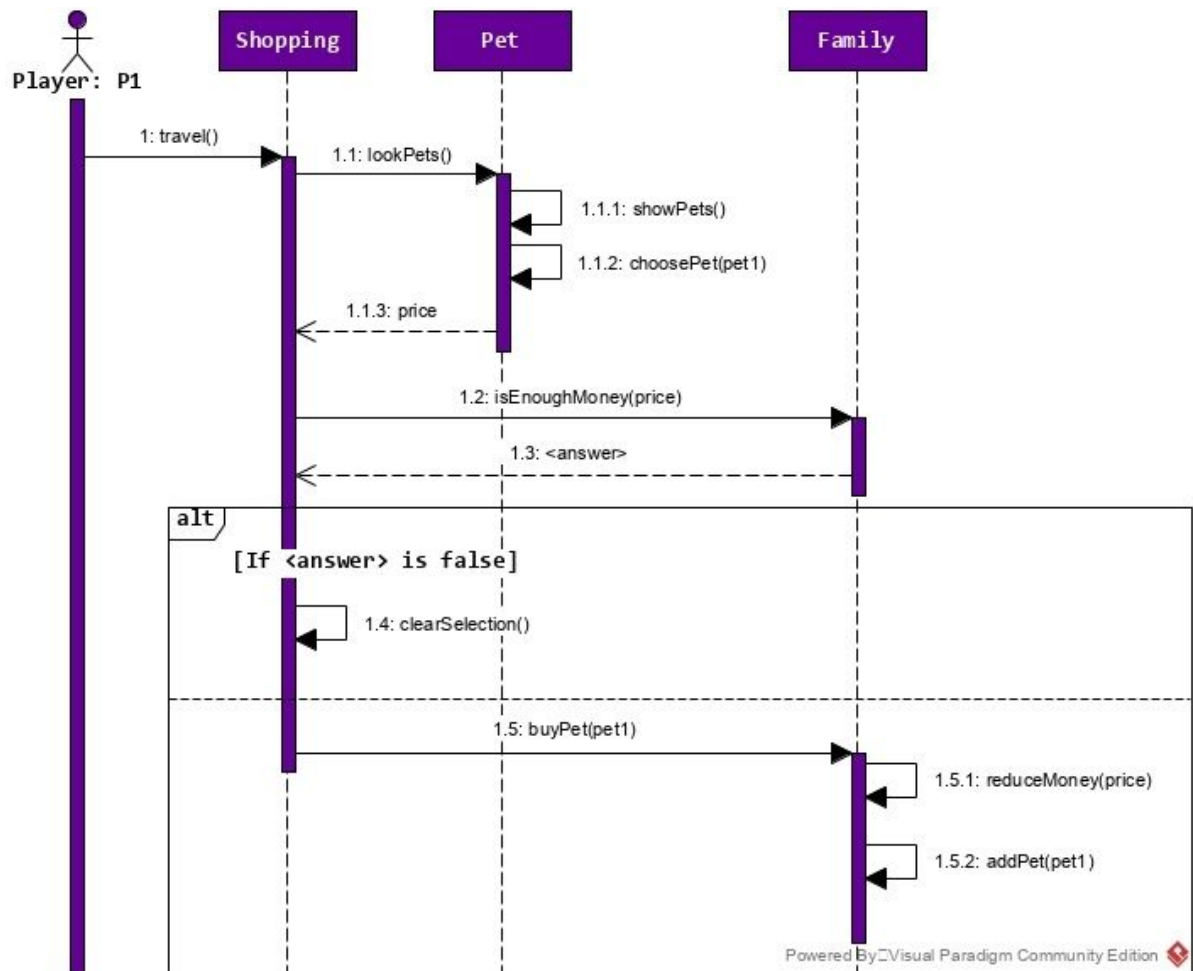 Shopping
Pet
Family
Player: P1
1: travel()
1.1: lookPets()
1.1.1: showPets()
1.1.2: choosePet(pet1)
1.1.3: price
1.2: isEnoughMoney(price)
1.3: <answer>
alt
[If <answer> is false]
1.4: clearSelection()
1.5: buyPet(pet1)
1.5.1: reduceMoney(price)
1.5.2: addPet(pet1)
Powered By Visual Paradigm Community Edition